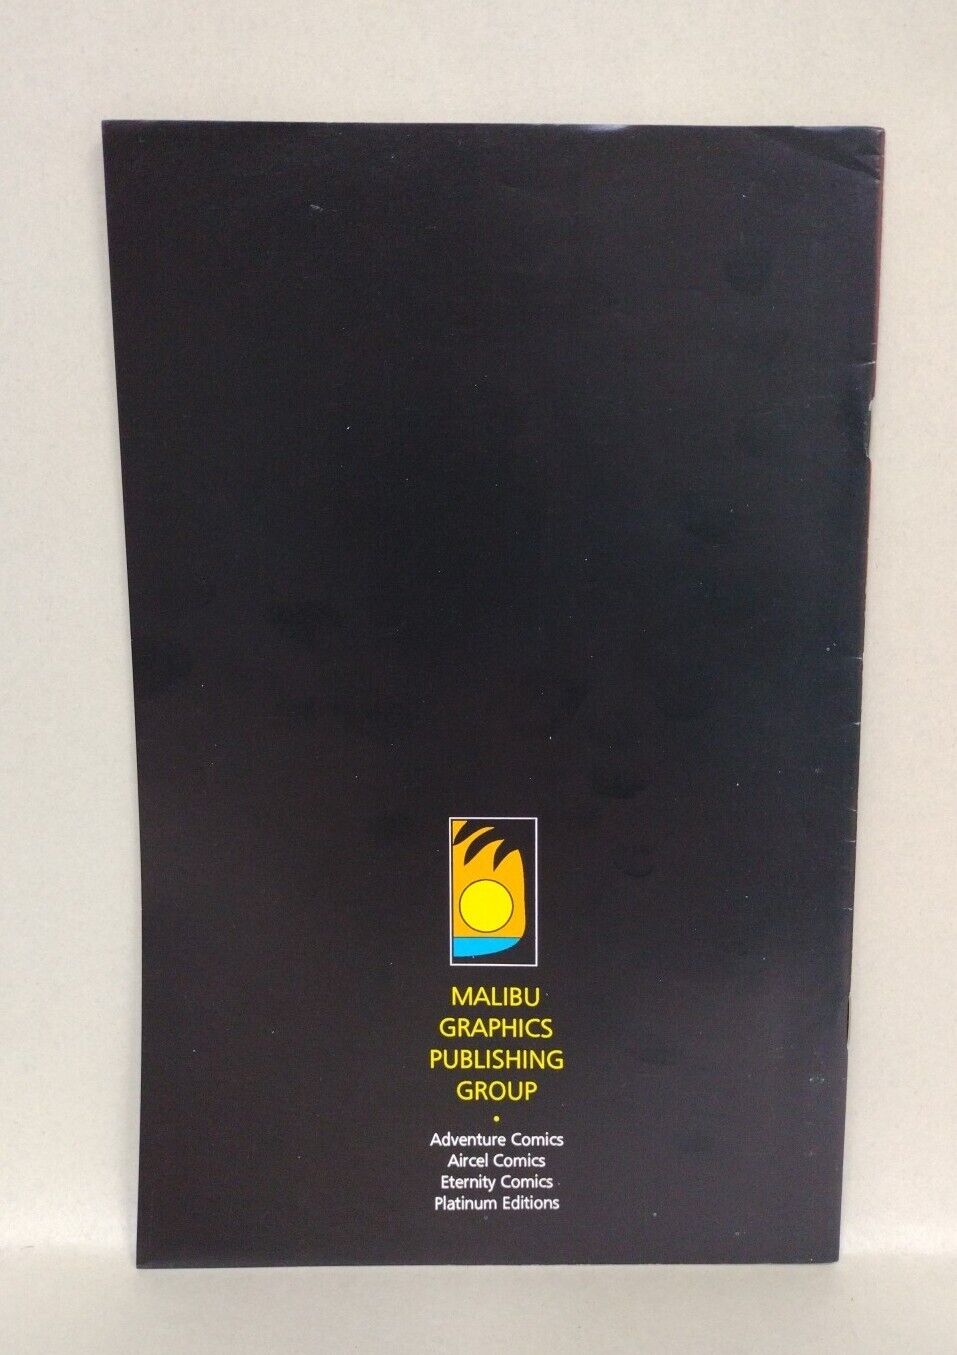 MALIBU
GRAPHICS
PUBLISHING
GROUP
•
Adventure Comics
Aircel Comics
Eternity Comics
Platinum Editions